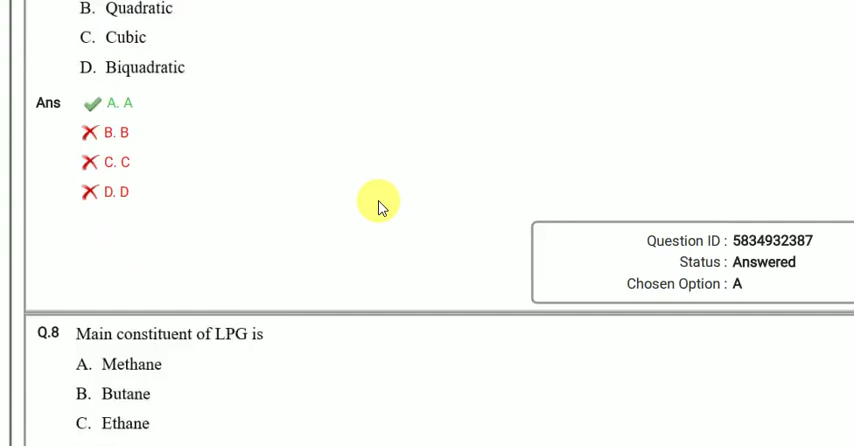 B. Quadratic
C. Cubic
D. Biquadratic
Ans A. A
B. B
C. C
D. D
Question ID : 5834932387
Status : Answered
Chosen Option : A
Q.8 Main constituent of LPG is
A. Methane
B. Butane
C. Ethane